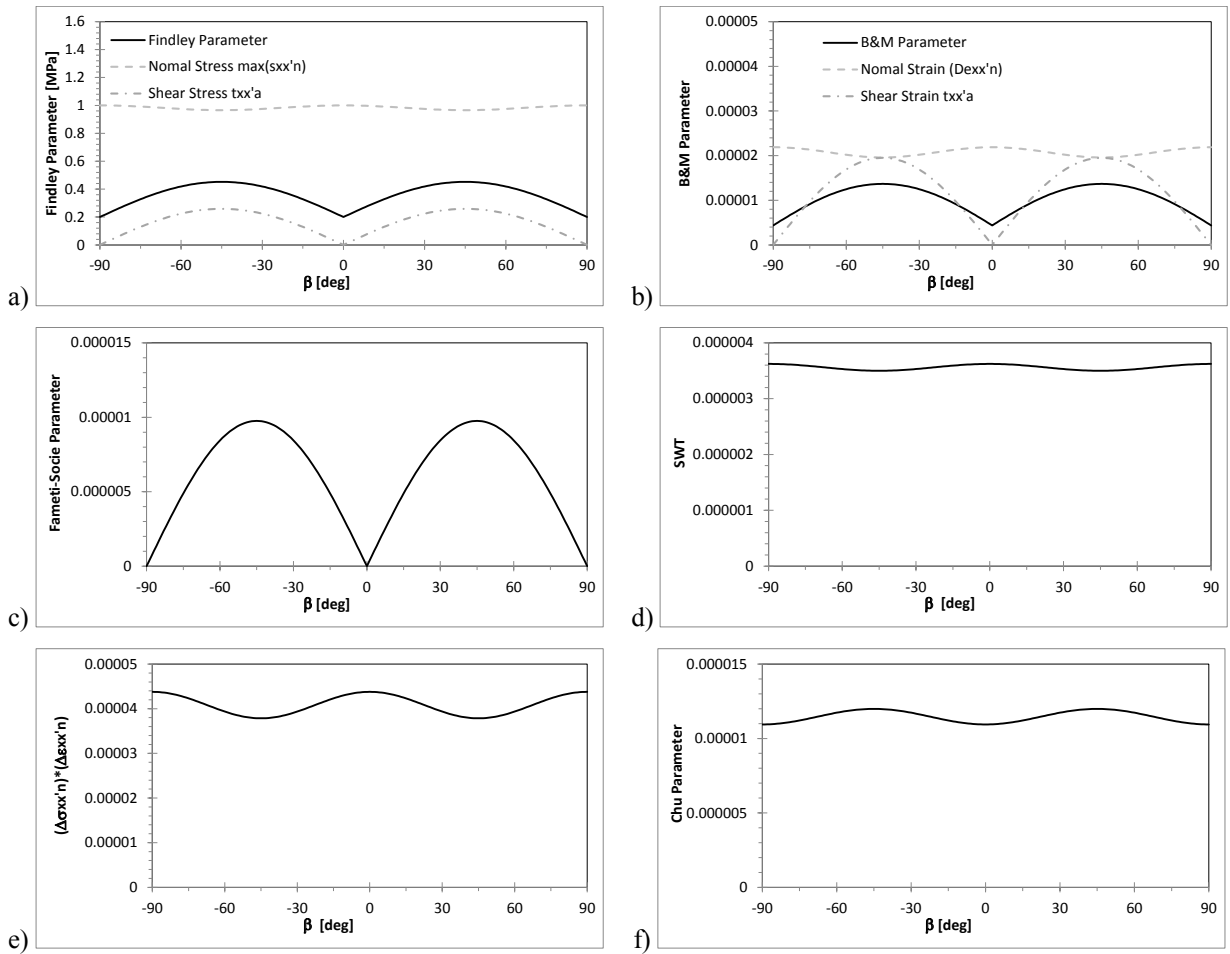 Findley Parameter [MPa]
1.6
1.4
1.2
1
0.8
0.6
0.4
0.2
0
Findley Parameter
Nomal Stress max(sxx'n)
Shear Stress txx'a
-90 -60 -30 0 30 60 90
β [deg]
a)
B&M Parameter
0.00005
0.00004
0.00003
0.00002
0.00001
0
B&M Parameter
Nomal Strain (Dexx'n)
Shear Strain txx'a
-90 -60 -30 0 30 60 90
β [deg]
b)
Fameti-Socie Parameter
0.000015
0.00001
0.000005
0
-90 -60 -30 0 30 60 90
β [deg]
c)
SWT
0.000004
0.000003
0.000002
0.000001
0
-90 -60 -30 0 30 60 90
β [deg]
d)
(Δσxx'n)*(Δεxx'n)
0.00005
0.00004
0.00003
0.00002
0.00001
0
-90 -60 -30 0 30 60 90
β [deg]
e)
Chu Parameter
0.000015
0.00001
0.000005
0
-90 -60 -30 0 30 60 90
β [deg]
f)